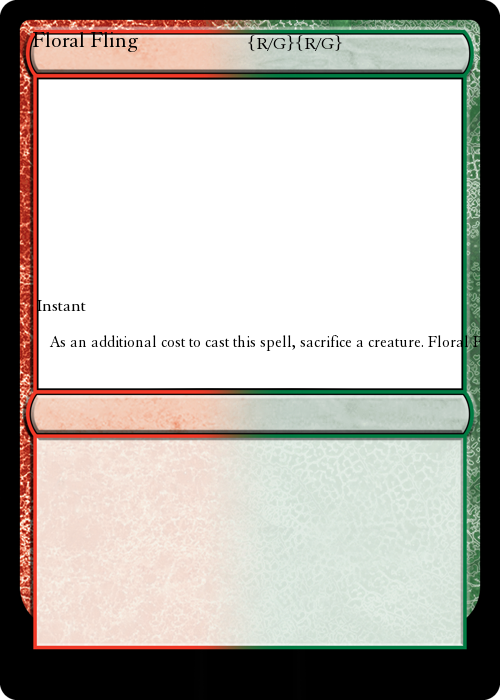 Floral Fling
{R/G}{R/G}
Instant
As an additional cost to cast this spell, sacrifice a creature. Floral